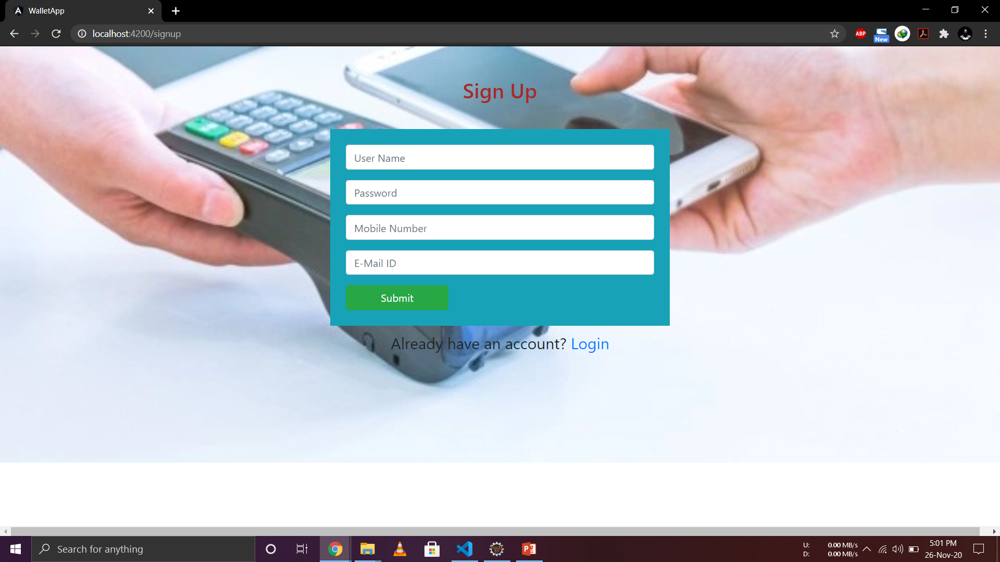 WalletApp
localhost:4200/signup
ABP
New
Sign Up
User Name
Password
Mobile Number
E-Mail ID
Submit
Already have an account? Login
Search for anything
U: 0.00 MB/s
D: 0.00 MB/s
5:01 PM
26-Nov-20